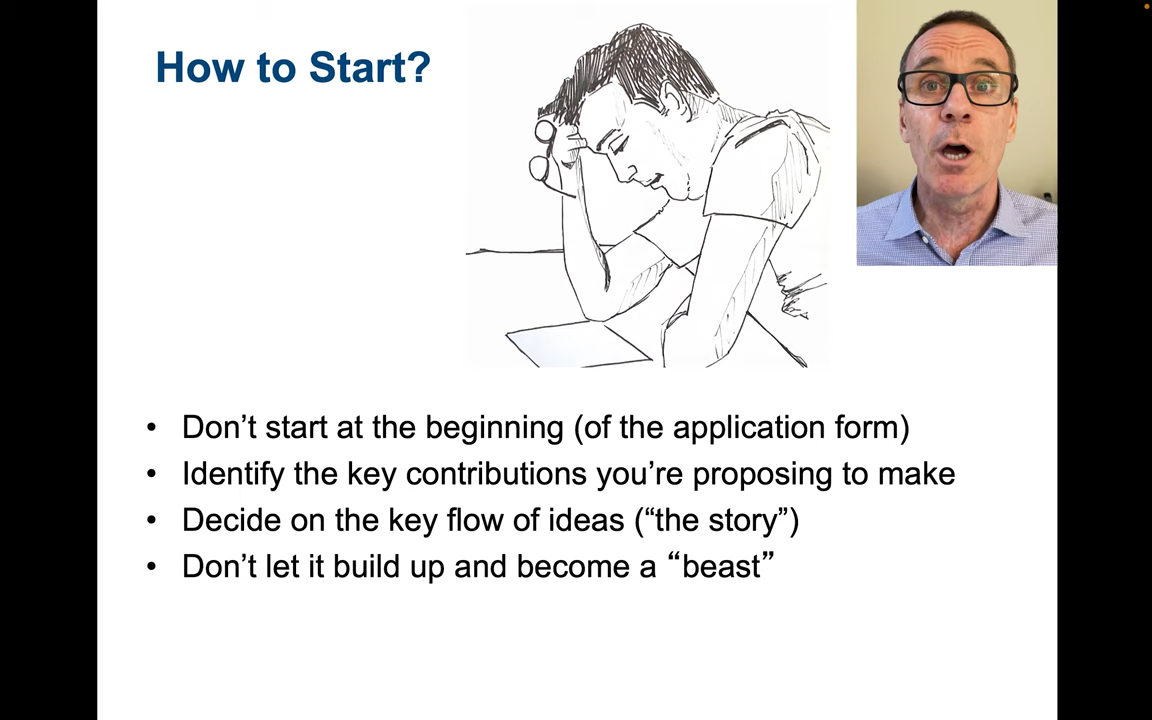 How to Start?
• Don’t start at the beginning (of the application form)
• Identify the key contributions you’re proposing to make
• Decide on the key flow of ideas (“the story”)
• Don’t let it build up and become a “beast”